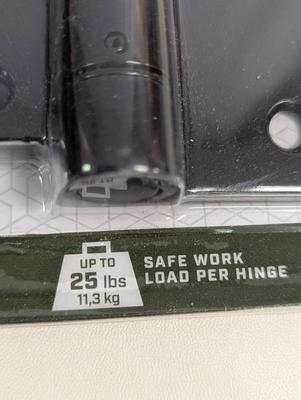 UP TO
25 lbs
11,3 kg
SAFE WORK
LOAD PER HINGE